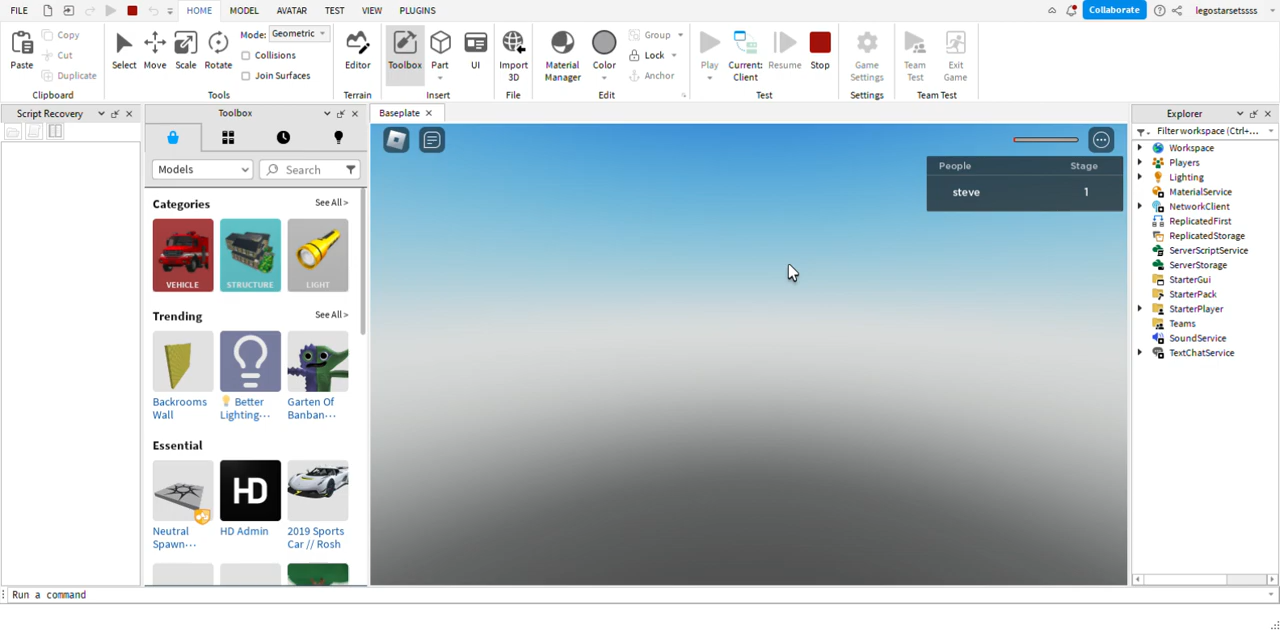 FILE HOME MODEL AVATAR TEST VIEW PLUGINS Collaborate legostarsetssss
Paste Copy Cut Duplicate Clipboard
Select Move Scale Rotate Mode: Geometric Collisions Join Surfaces Tools
Editor Terrain
Toolbox Part UI Insert
Import 3D File
Material Manager Color Group Lock Anchor Edit
Play Current: Client Resume Stop Test
Game Settings Settings
Team Test Exit Game Team Test
Script Recovery
Toolbox
Models Search
Categories See All >
VEHICLE STRUCTURE LIGHT
Trending See All >
Backrooms Wall
Better Lighting...
Garten Of Banban...
Essential
HD
Neutral Spawn...
HD Admin
2019 Sports Car // Rosh
Baseplate
People Stage
steve 1
Explorer
Filter workspace (Ctrl+...
Workspace
Players
Lighting
MaterialService
NetworkClient
ReplicatedFirst
ReplicatedStorage
ServerScriptService
ServerStorage
StarterGui
StarterPack
StarterPlayer
Teams
SoundService
TextChatService
Run a command